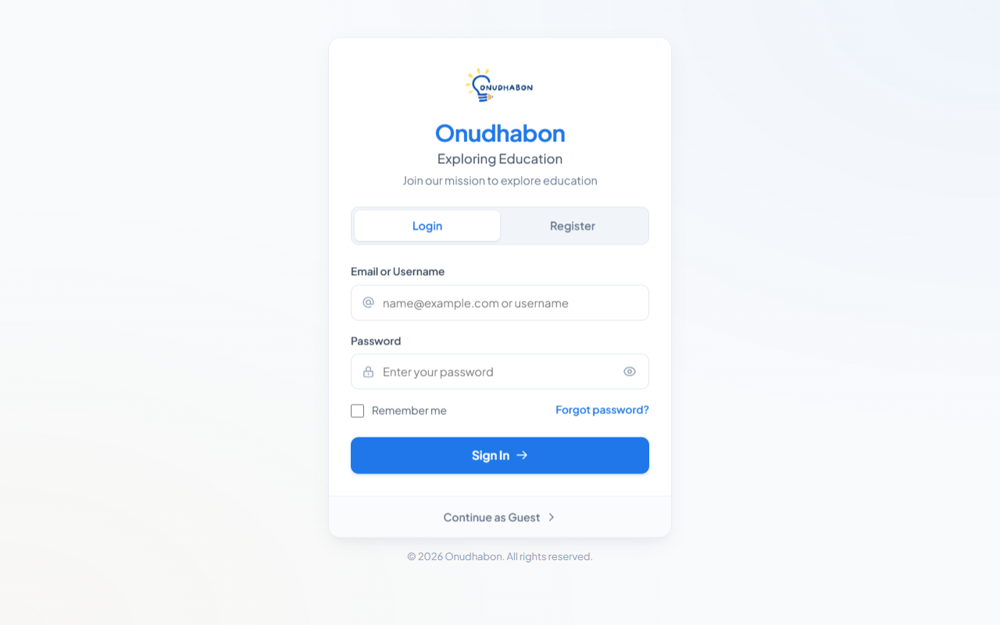 ONUDHABON
Onudhabon
Exploring Education
Join our mission to explore education
Login
Register
Email or Username
name@example.com or username
Password
Enter your password
Remember me
Forgot password?
Sign In
Continue as Guest
© 2026 Onudhabon. All rights reserved.